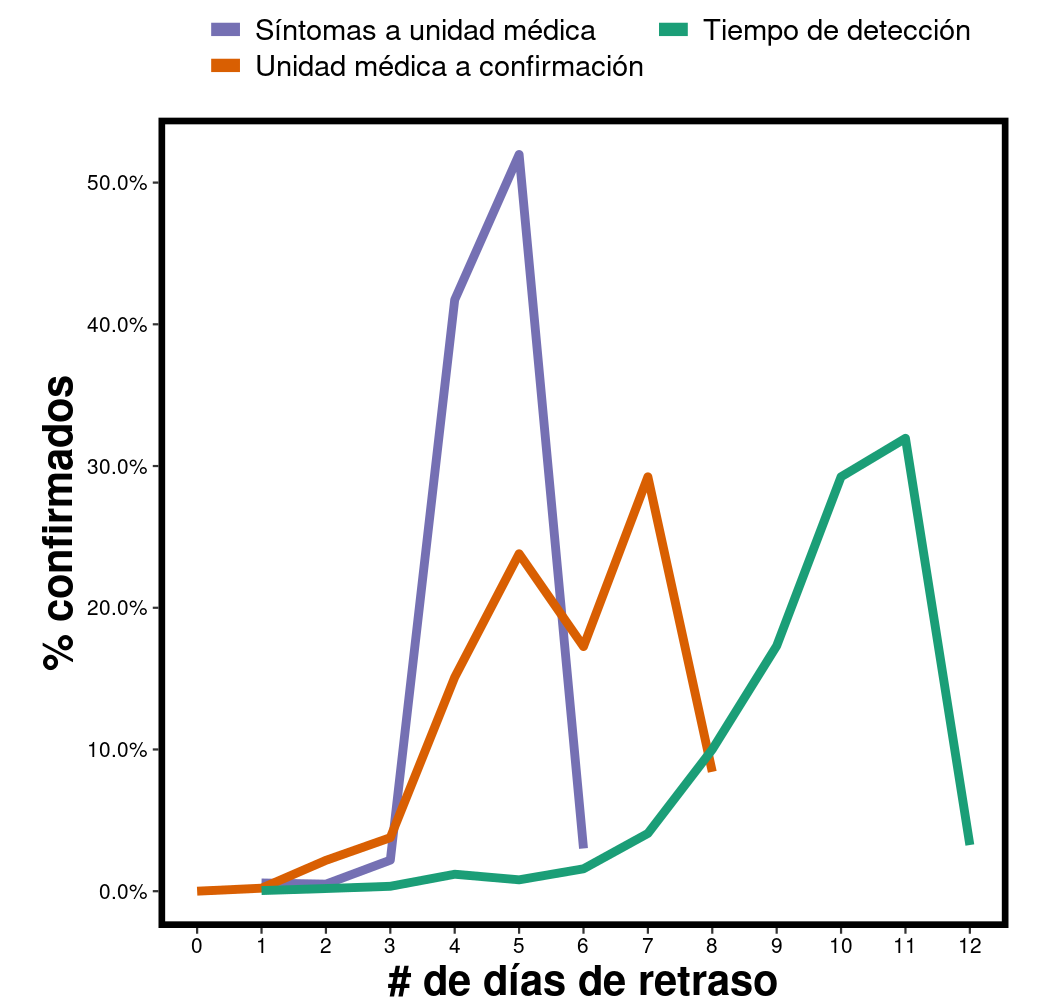 Síntomas a unidad médica
Tiempo de detección
Unidad médica a confirmación
% confirmados
50.0%
40.0%
30.0%
20.0%
10.0%
0.0%
0 1 2 3 4 5 6 7 8 9 10 11 12
# de días de retraso